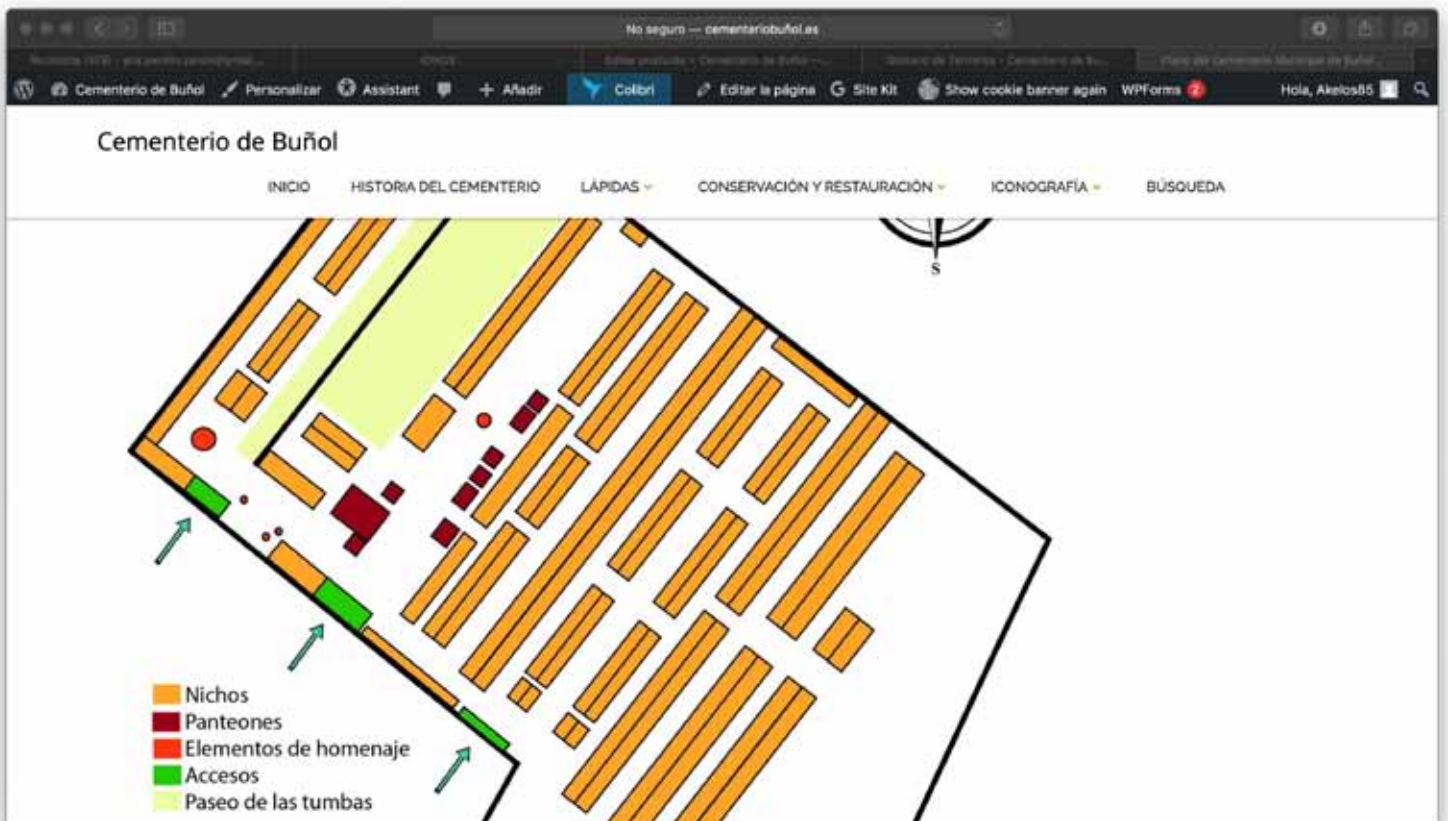 No seguro — cementeriobuñol.es
Cementerio de Buñol Personalizar Assistant Añadir Colibri Editar la página Site Kit Show cookie banner again WPForms 2 Hola, Akelos85
Cementerio de Buñol
INICIO HISTORIA DEL CEMENTERIO LÁPIDAS CONSERVACIÓN Y RESTAURACIÓN ICONOGRAFÍA BÚSQUEDA
S
Nichos
Panteones
Elementos de homenaje
Accesos
Paseo de las tumbas